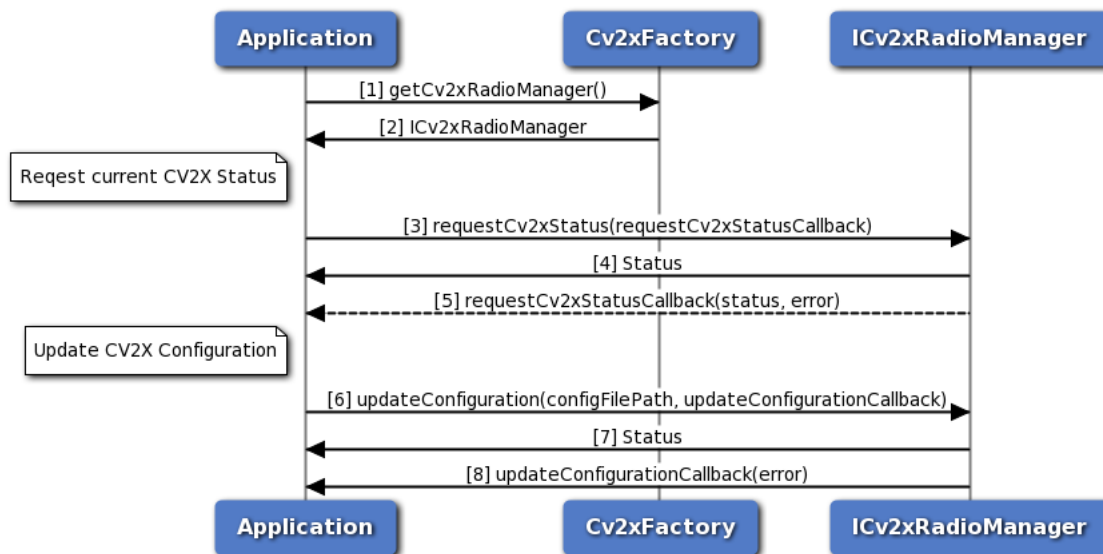 Application
Cv2xFactory
ICv2xRadioManager
[1] getCv2xRadioManager()
[2] ICv2xRadioManager
Reqest current CV2X Status
[3] requestCv2xStatus(requestCv2xStatusCallback)
[4] Status
[5] requestCv2xStatusCallback(status, error)
Update CV2X Configuration
[6] updateConfiguration(configFilePath, updateConfigurationCallback)
[7] Status
[8] updateConfigurationCallback(error)
Application
Cv2xFactory
ICv2xRadioManager